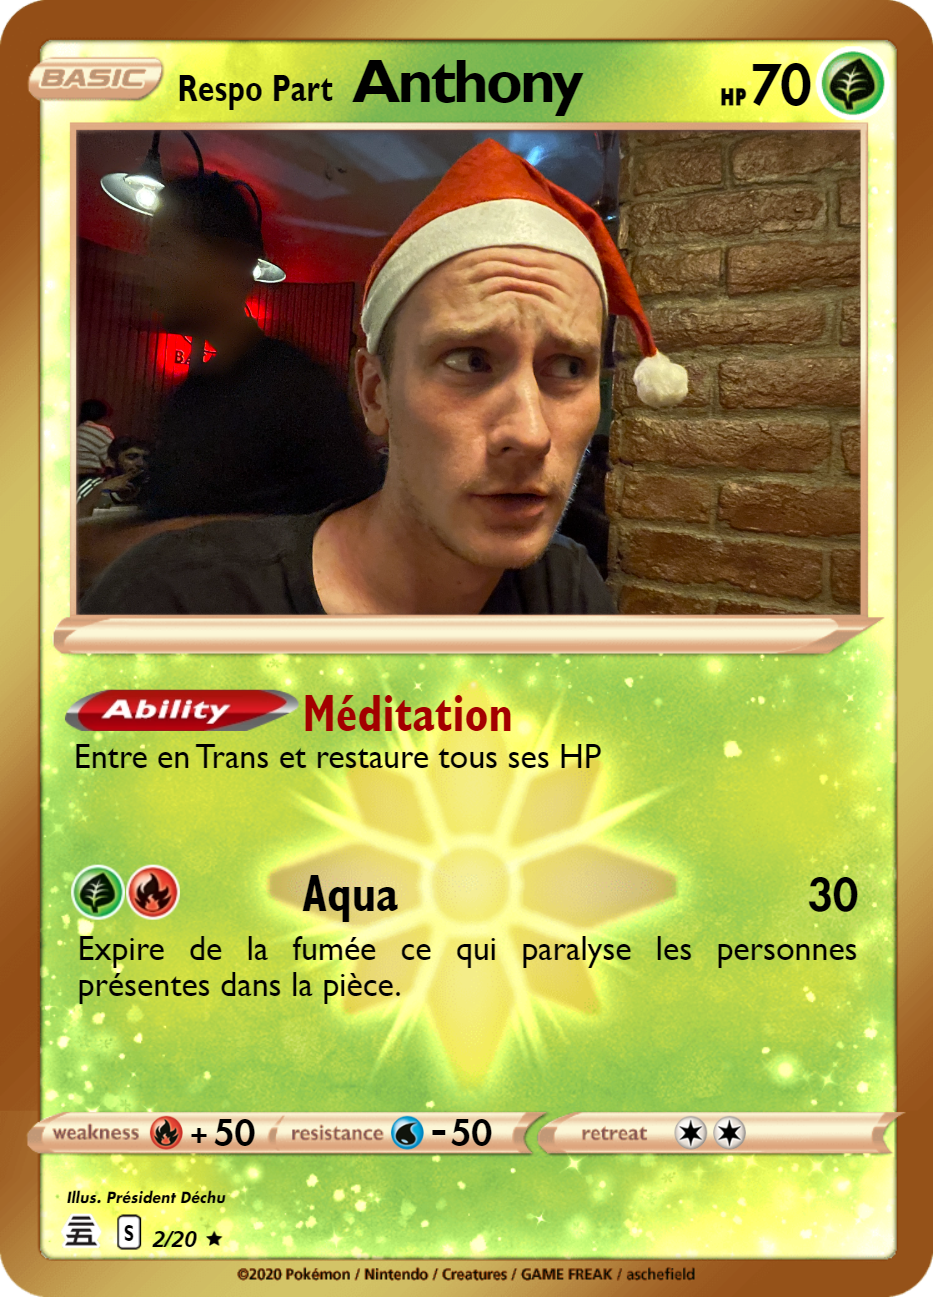 BASIC Respo Part Anthony HP 70
Ability Méditation
Entre en Trans et restaure tous ses HP
Aqua 30
Expire de la fumée ce qui paralyse les personnes
présentes dans la pièce.
weakness + 50 resistance - 50 retreat
Illus. Président Déchu
S 2/20
©2020 Pokémon / Nintendo / Creatures / GAME FREAK / aschefield